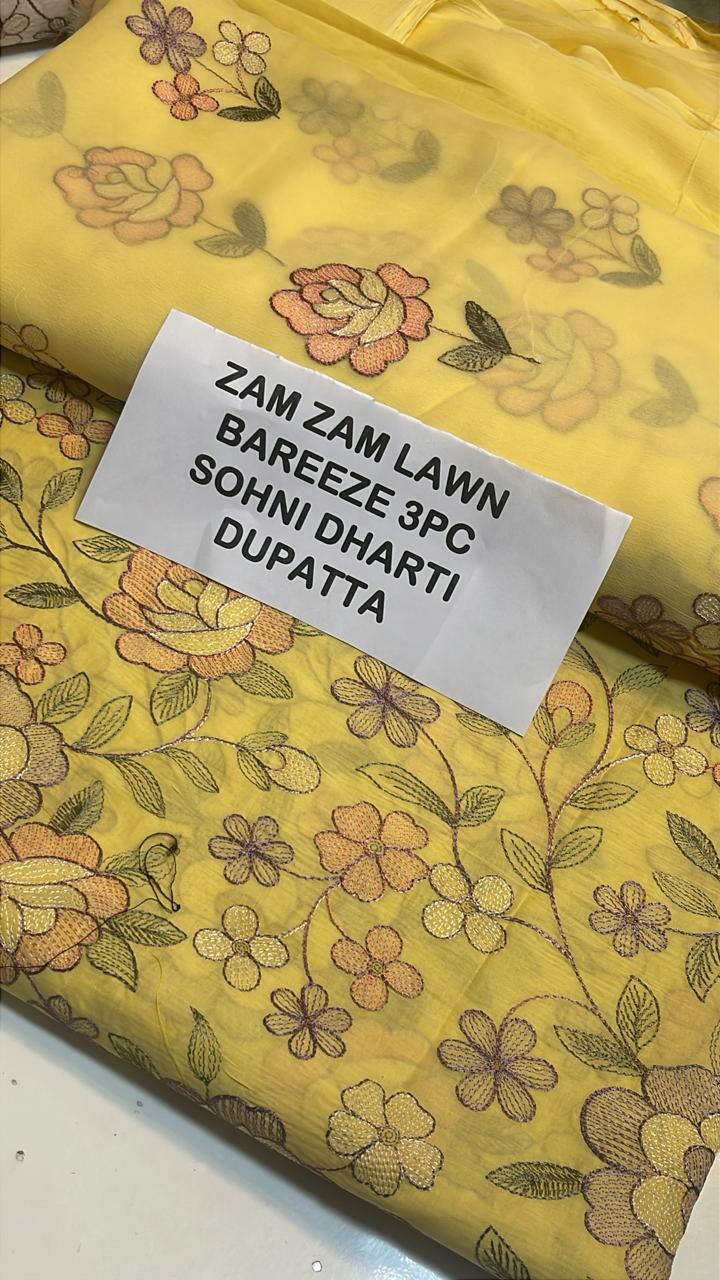 ZAM ZAM LAWN
BAREEZE 3PC
SOHNI DHARTI
DUPATTA